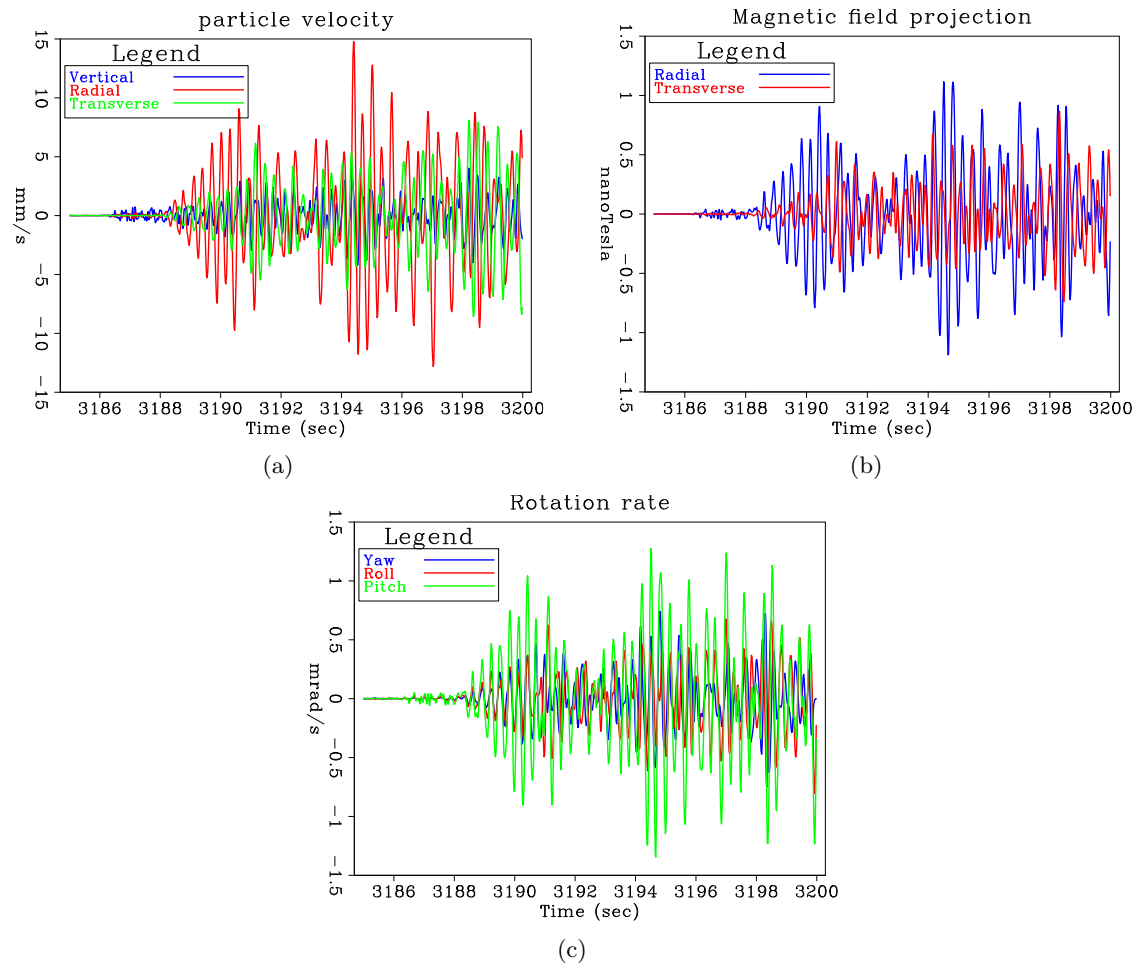 particle velocity
Legend
Vertical
Radial
Transverse
15
10
5
0
−5
−10
−15
mm/s
3186 3188 3190 3192 3194 3196 3198 3200
Time (sec)
(a)
Magnetic field projection
Legend
Radial
Transverse
1.5
1
0.5
0
−0.5
−1
−1.5
nanoTesla
3186 3188 3190 3192 3194 3196 3198 3200
Time (sec)
(b)
Rotation rate
Legend
Yaw
Roll
Pitch
1.5
1
0.5
0
−0.5
−1
−1.5
mrad/s
3186 3188 3190 3192 3194 3196 3198 3200
Time (sec)
(c)